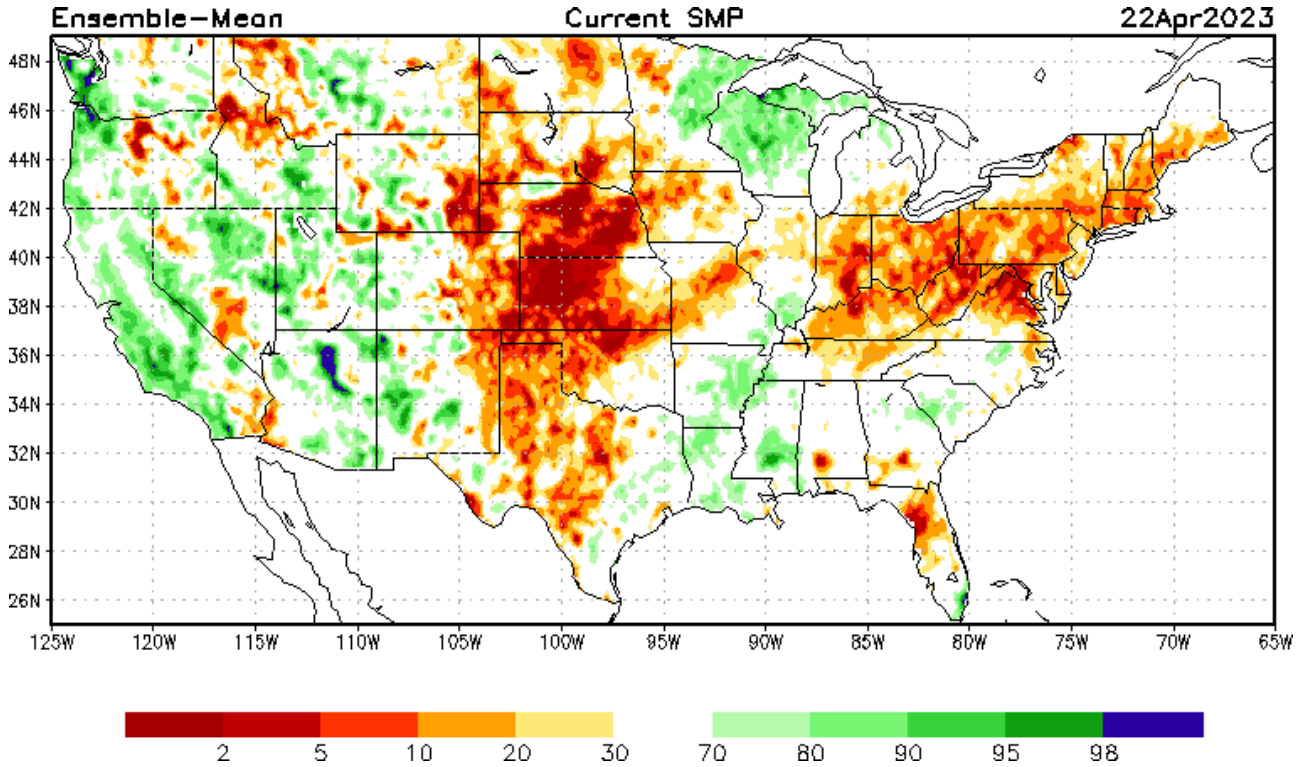 Ensemble-Mean Current SMP 22Apr2023
48N
46N
44N
42N
40N
38N
36N
34N
32N
30N
28N
26N
125W 120W 115W 110W 105W 100W 95W 90W 85W 80W 75W 70W 65W
2 5 10 20 30 70 80 90 95 98